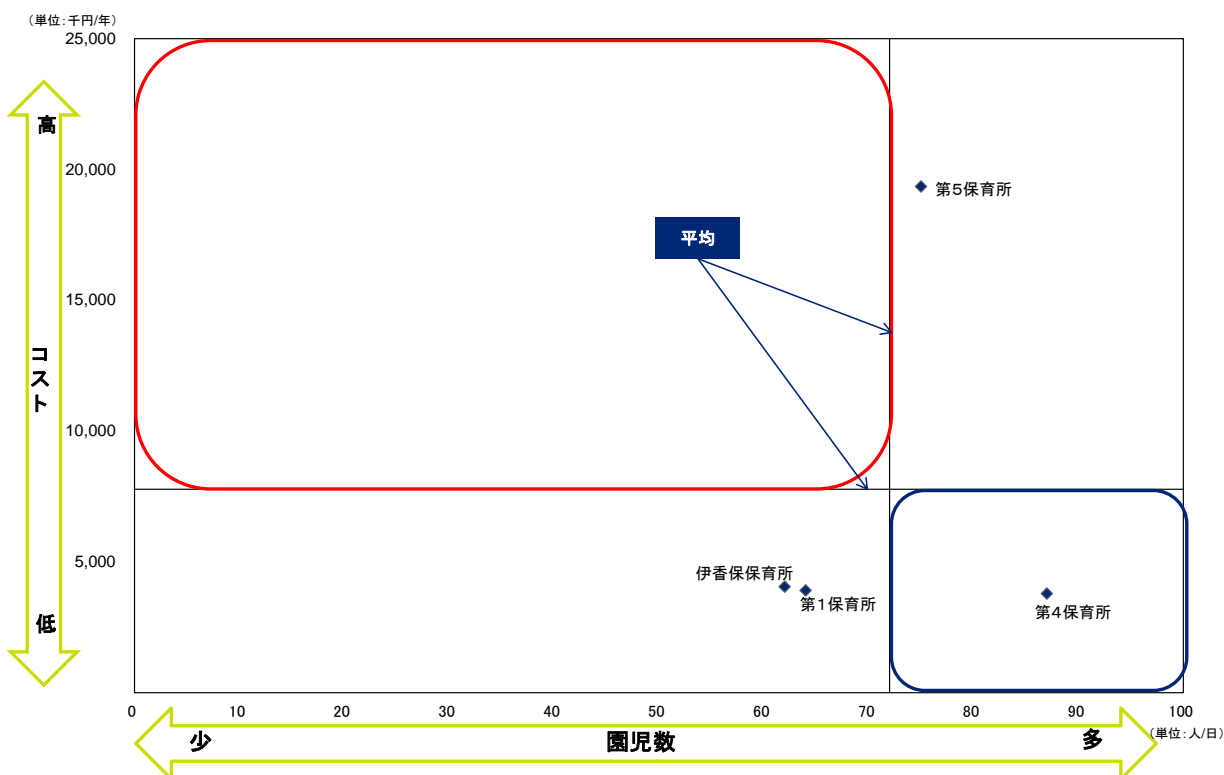 （単位：千円/年）
25,000
高
20,000
第5保育所
平均
15,000
コスト
10,000
5,000
伊香保保育所
第1保育所
第4保育所
低
0 10 20 30 40 50 60 70 80 90 100
（単位：人/日）
少 園児数 多